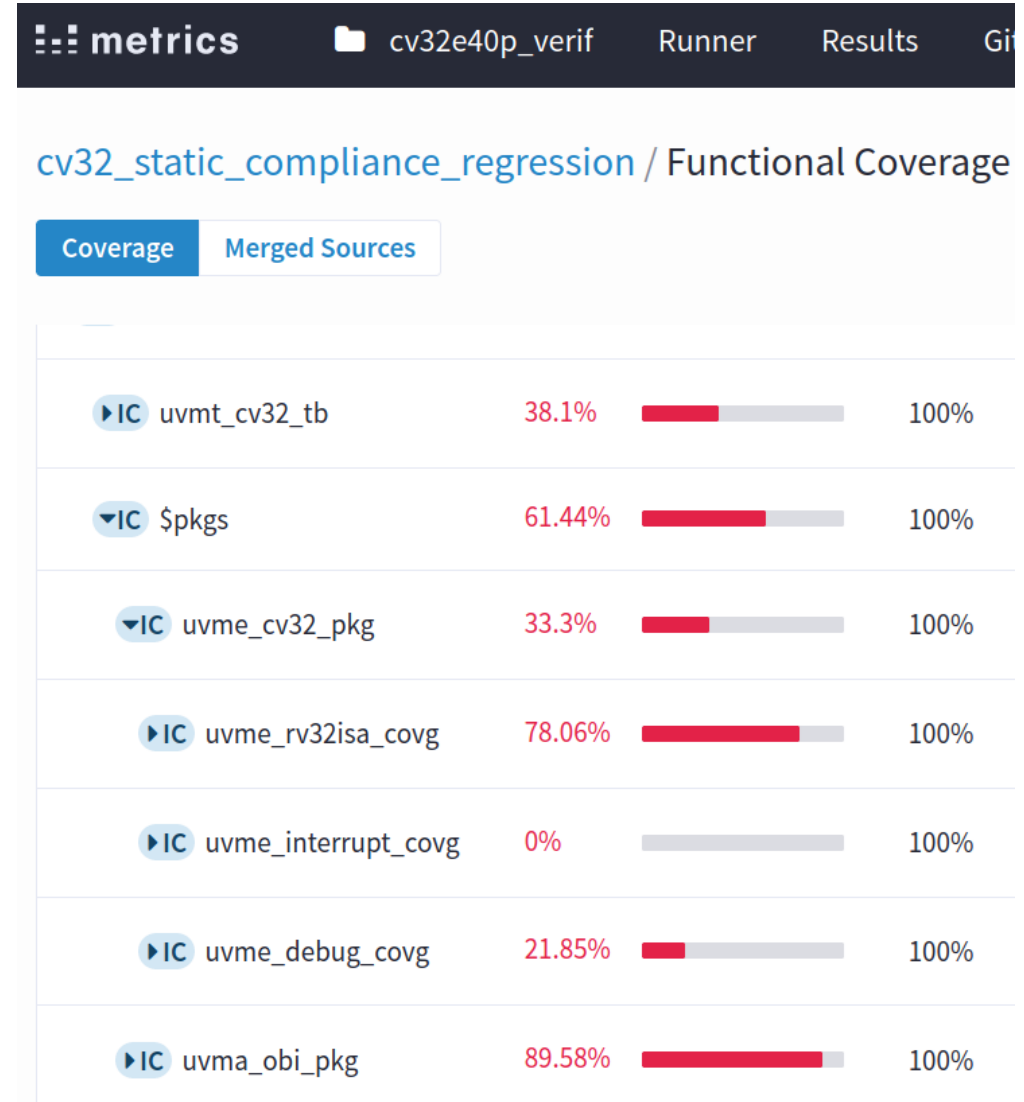 metrics cv32e40p_verif Runner Results Git
cv32_static_compliance_regression / Functional Coverage
Coverage Merged Sources
IC uvmt_cv32_tb 38.1% 100%
IC $pkgs 61.44% 100%
IC uvme_cv32_pkg 33.3% 100%
IC uvme_rv32isa_covg 78.06% 100%
IC uvme_interrupt_covg 0% 100%
IC uvme_debug_covg 21.85% 100%
IC uvma_obi_pkg 89.58% 100%